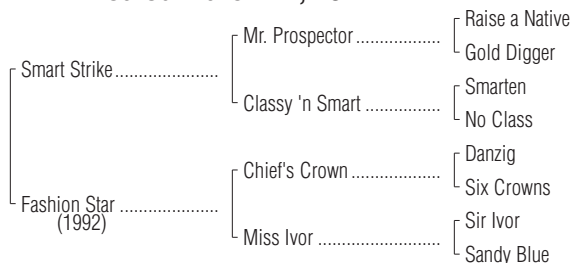 Raise a Native
Mr. Prospector ..................
Gold Digger
Smart Strike ......................
Smarten
Classy 'n Smart ................
No Class
Danzig
Chief's Crown ...................
Six Crowns
Fashion Star .....................
(1992)
Sir Ivor
Miss Ivor .........................
Sandy Blue